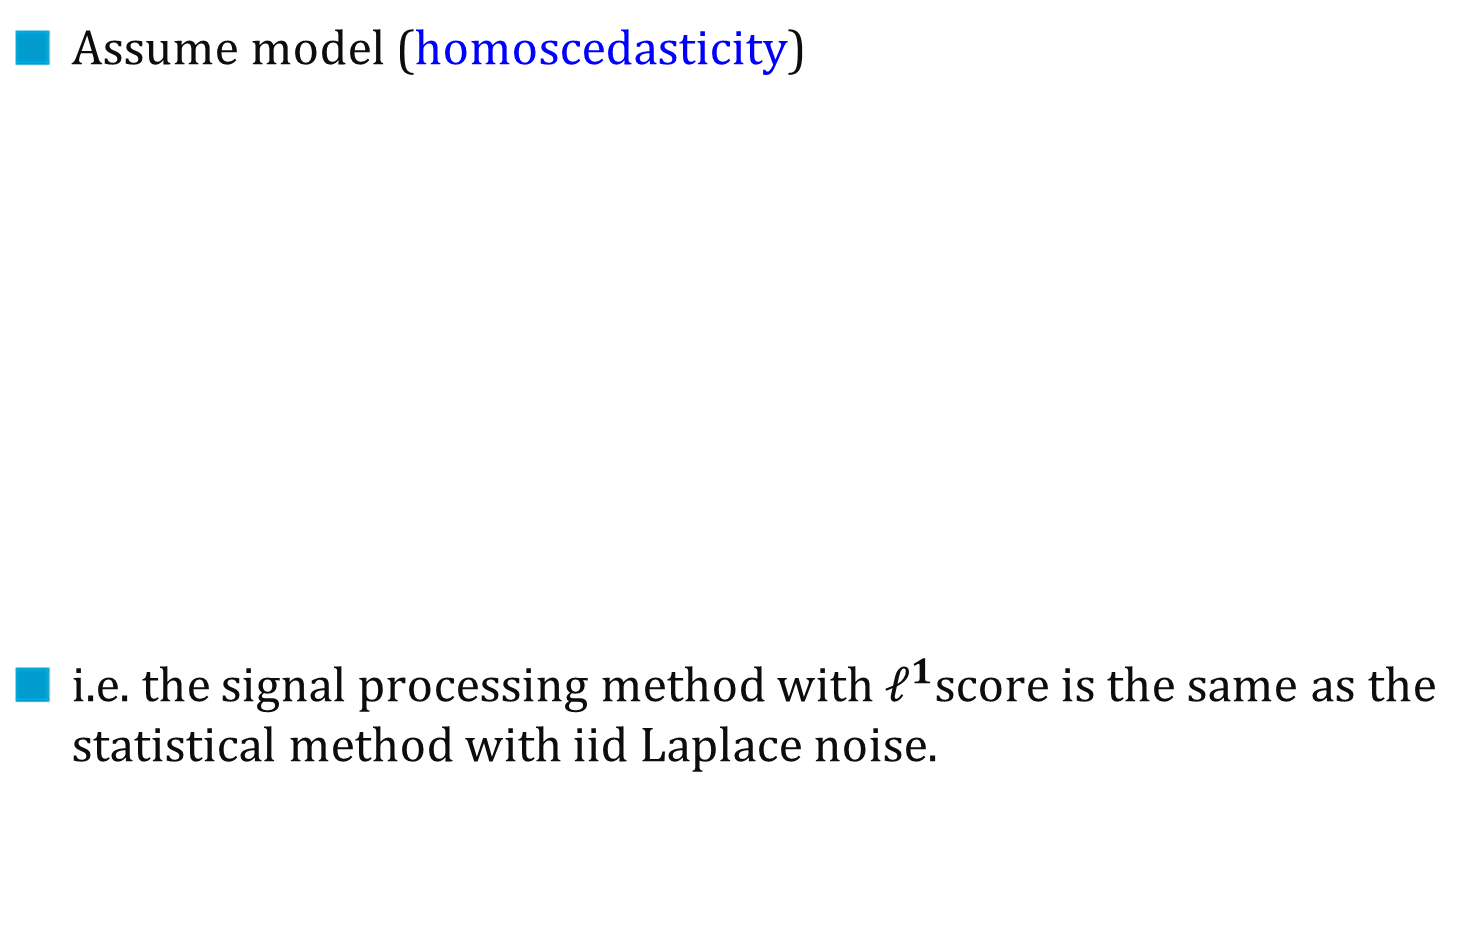 Assume model (homoscedasticity)
i.e. the signal processing method with ℓ¹score is the same as the
statistical method with iid Laplace noise.